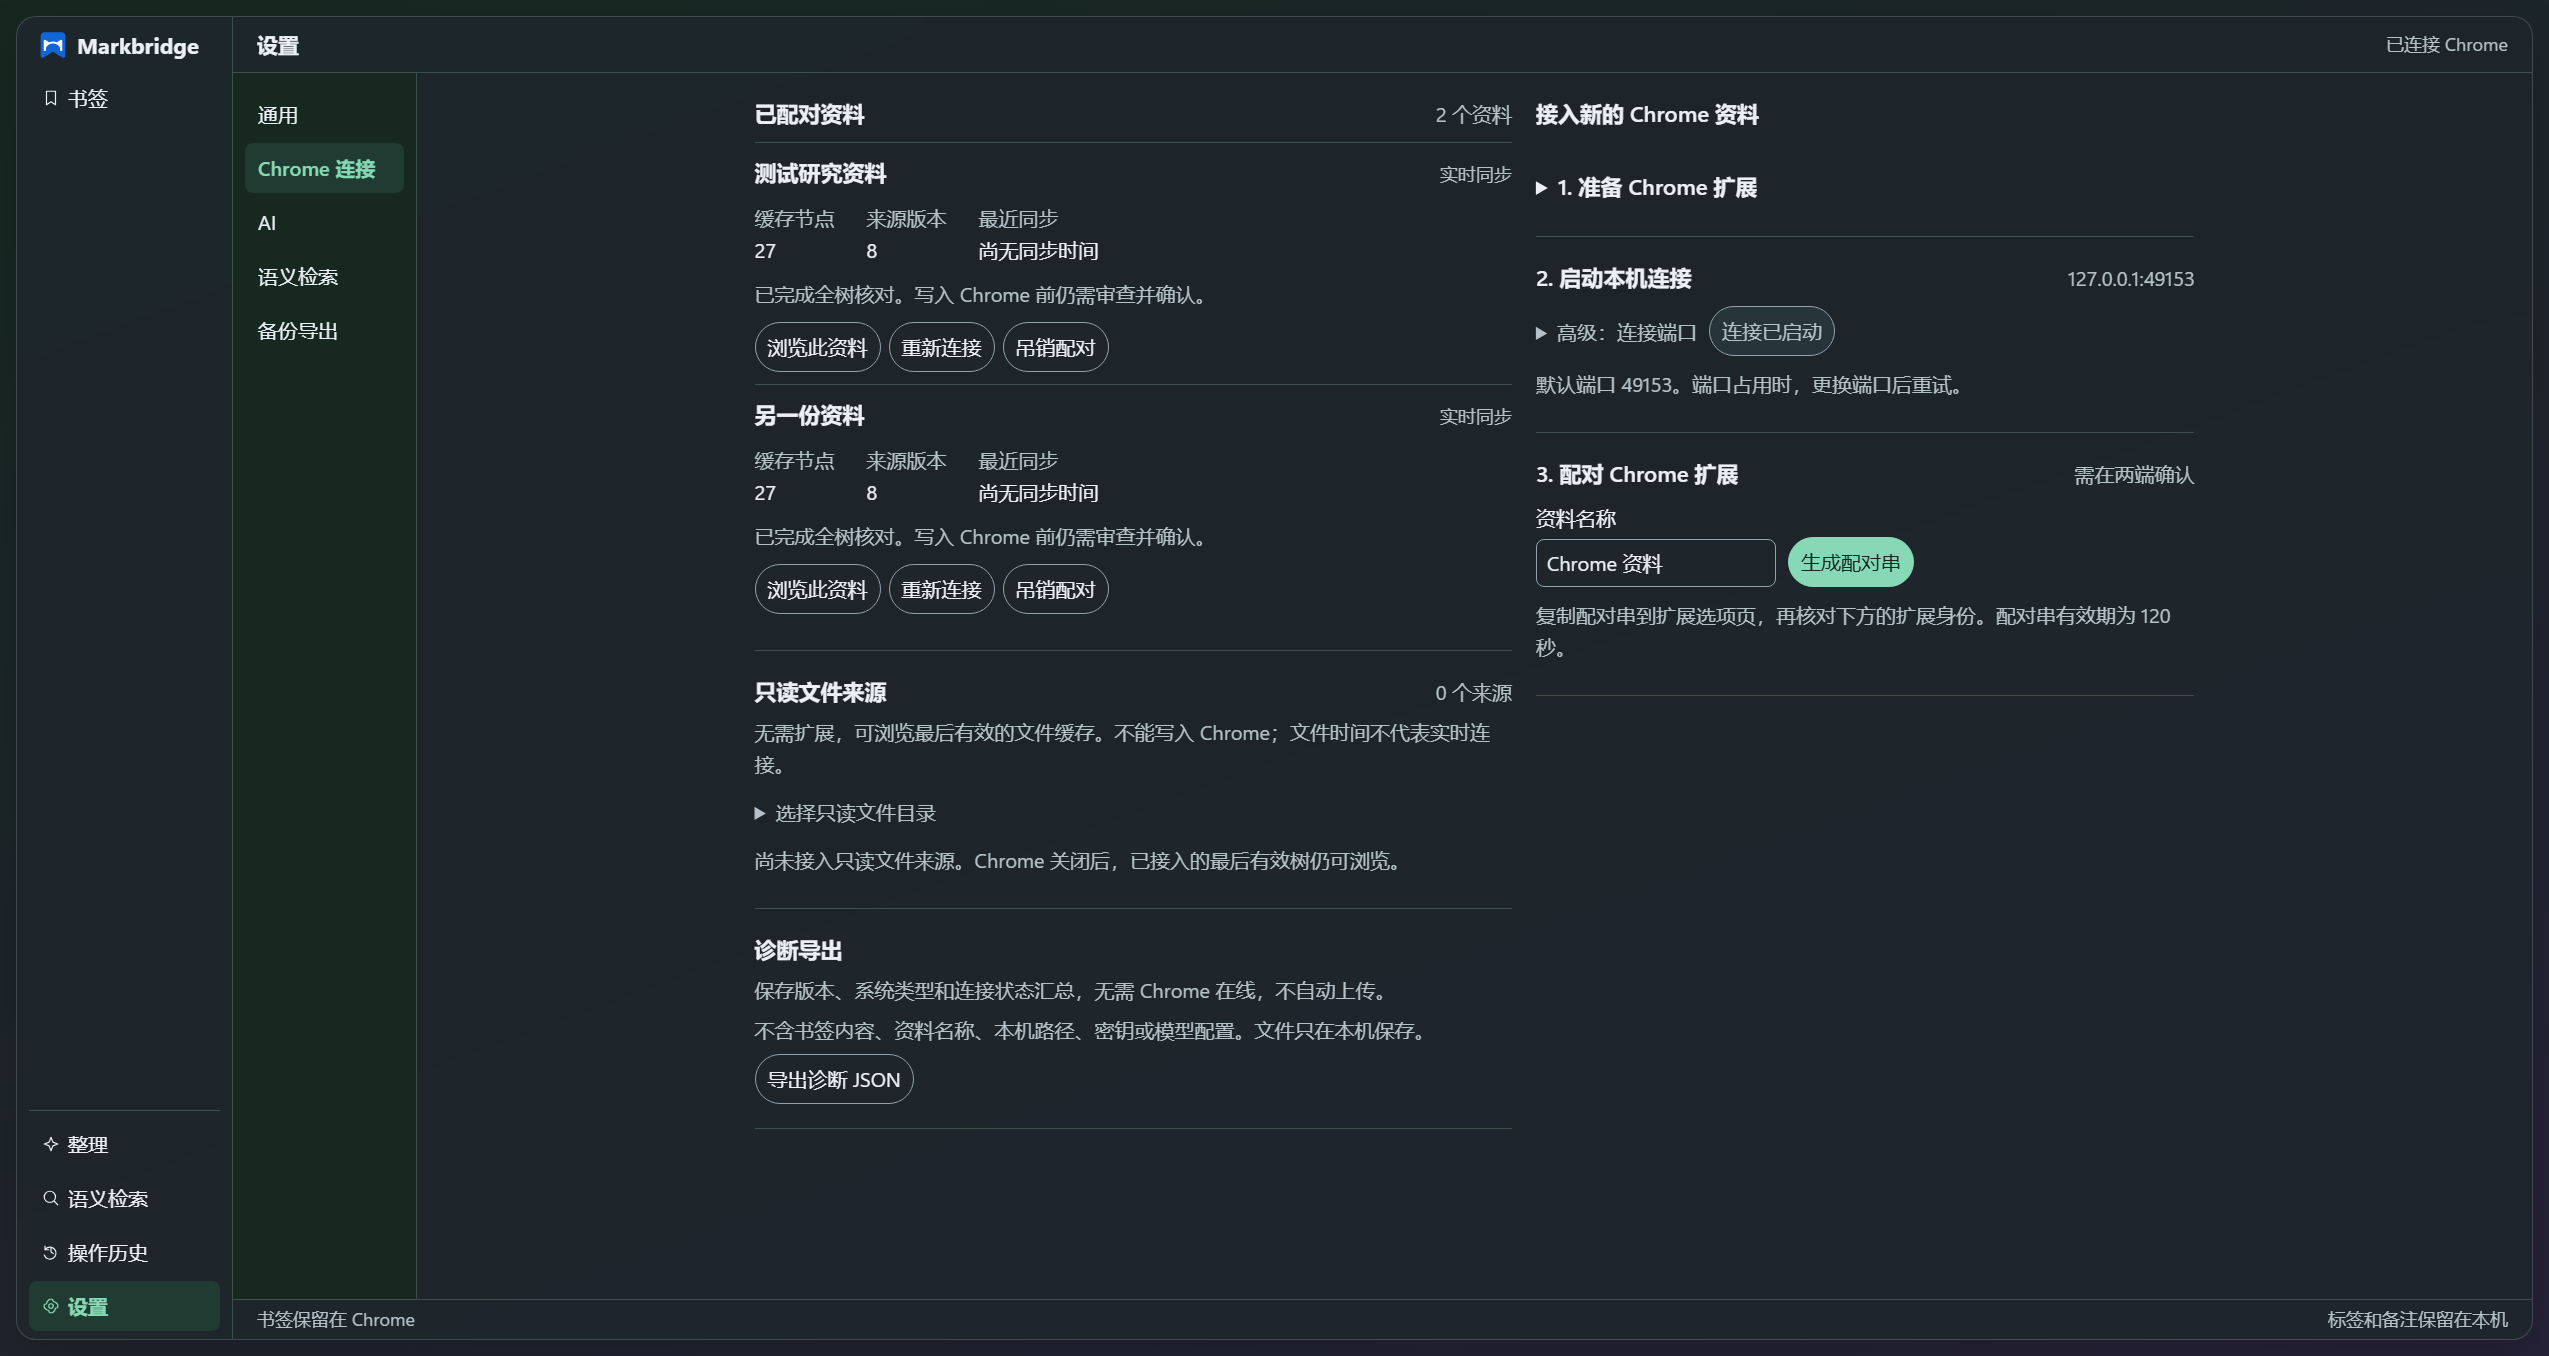 Markbridge
书签
整理
语义检索
操作历史
设置
设置
已连接 Chrome
通用
Chrome 连接
AI
语义检索
备份导出
已配对资料
2 个资料
测试研究资料
实时同步
缓存节点 来源版本 最近同步
27 8 尚无同步时间
已完成全树核对。写入 Chrome 前仍需审查并确认。
浏览此资料 重新连接 吊销配对
另一份资料
实时同步
缓存节点 来源版本 最近同步
27 8 尚无同步时间
已完成全树核对。写入 Chrome 前仍需审查并确认。
浏览此资料 重新连接 吊销配对
只读文件来源
0 个来源
无需扩展，可浏览最后有效的文件缓存。不能写入 Chrome；文件时间不代表实时连
接。
选择只读文件目录
尚未接入只读文件来源。Chrome 关闭后，已接入的最后有效树仍可浏览。
诊断导出
保存版本、系统类型和连接状态汇总，无需 Chrome 在线，不自动上传。
不含书签内容、资料名称、本机路径、密钥或模型配置。文件只在本机保存。
导出诊断 JSON
接入新的 Chrome 资料
1. 准备 Chrome 扩展
2. 启动本机连接
127.0.0.1:49153
高级：连接端口 连接已启动
默认端口 49153。端口占用时，更换端口后重试。
3. 配对 Chrome 扩展
需在两端确认
资料名称
Chrome 资料 生成配对串
复制配对串到扩展选项页，再核对下方的扩展身份。配对串有效期为 120
秒。
书签保留在 Chrome
标签和备注保留在本机